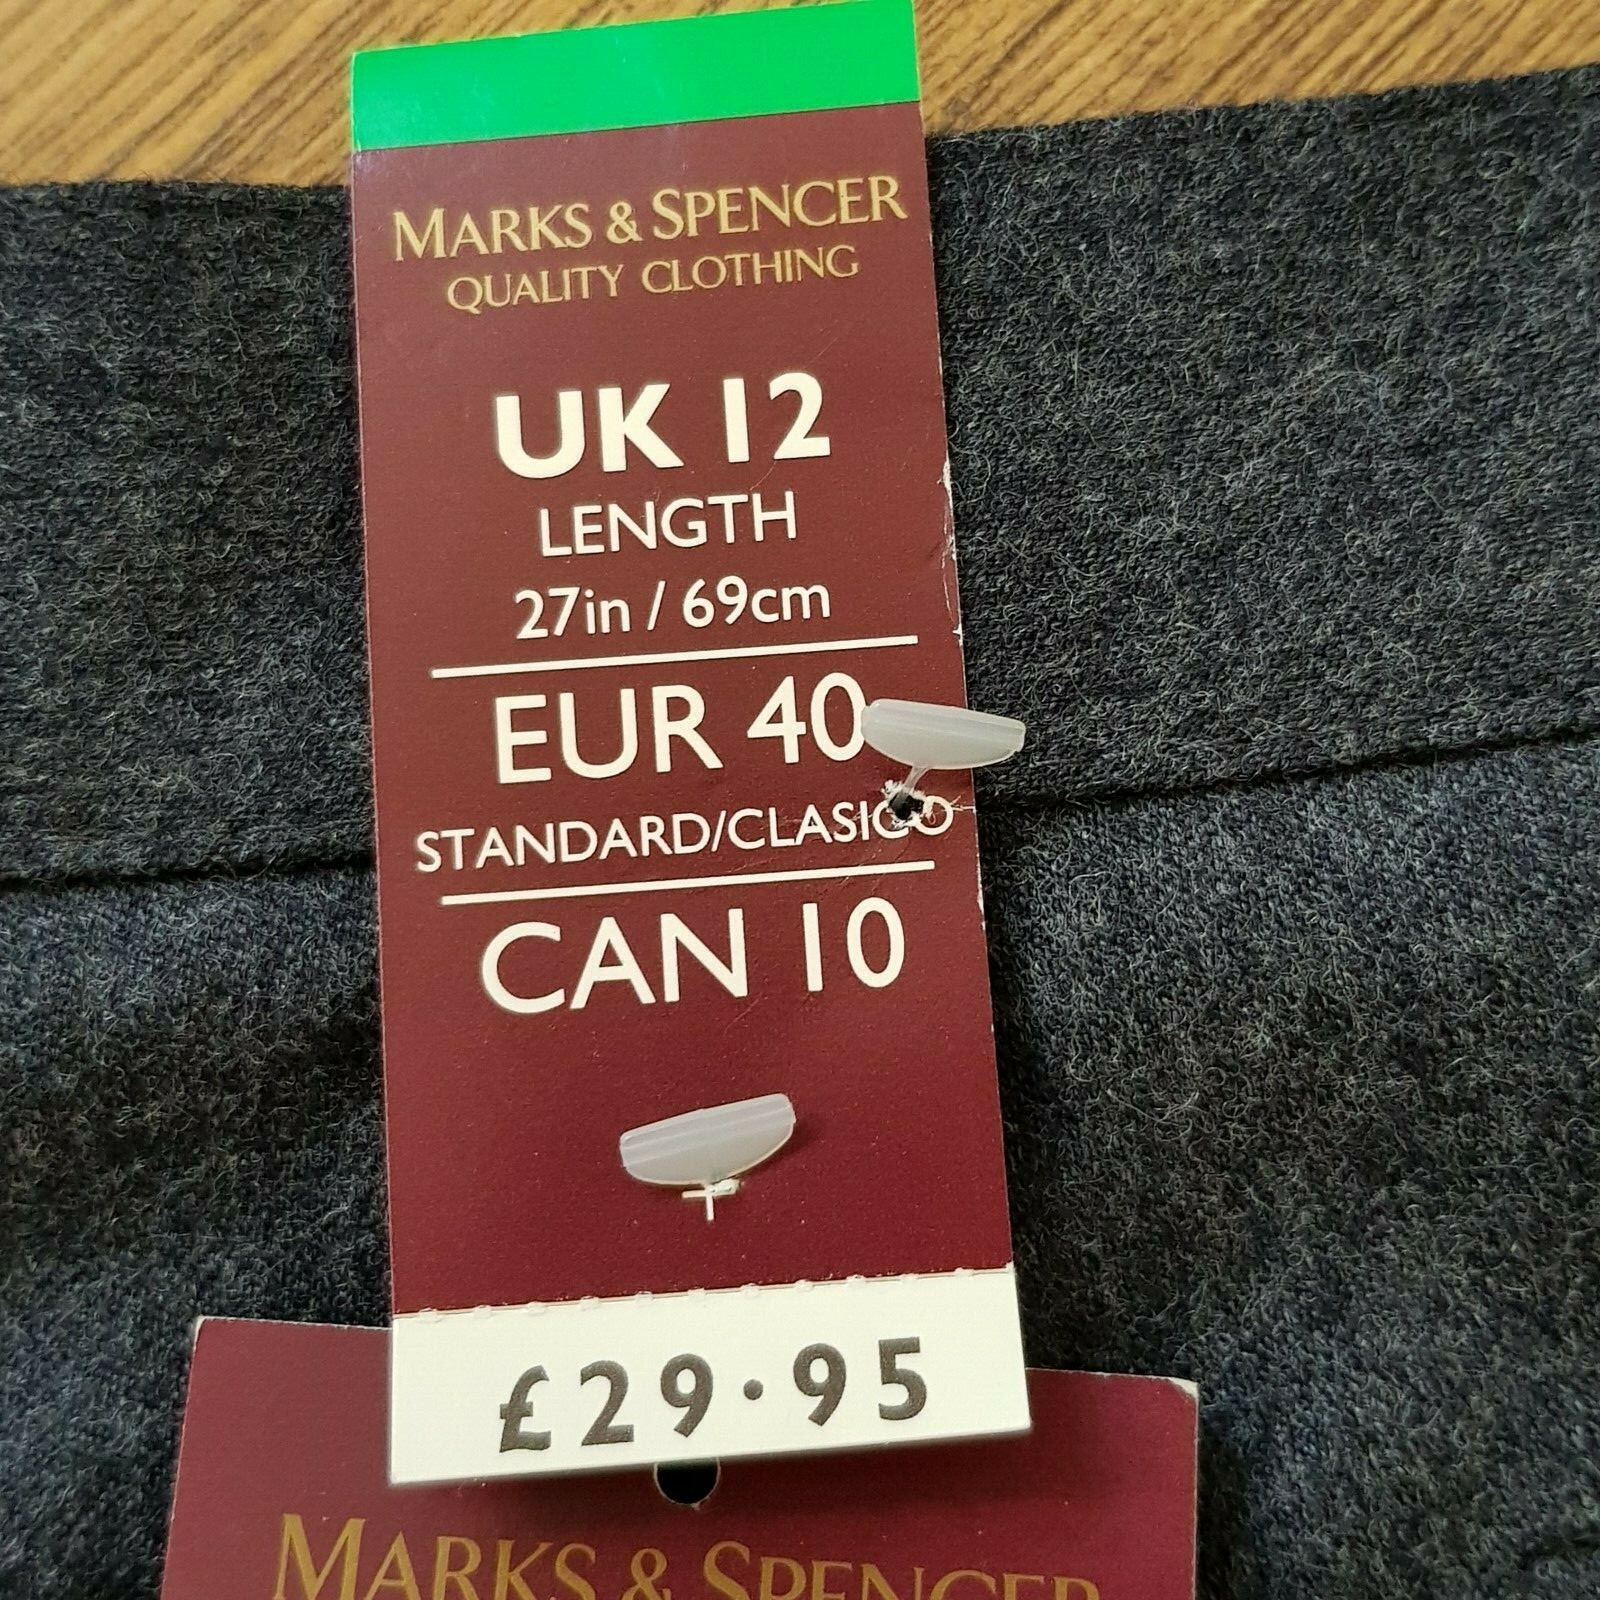 MARKS & SPENCER
QUALITY CLOTHING
UK 12
LENGTH
27in / 69cm
EUR 40
STANDARD/CLASICO
CAN 10
£29.95
MARKS & SPENCER